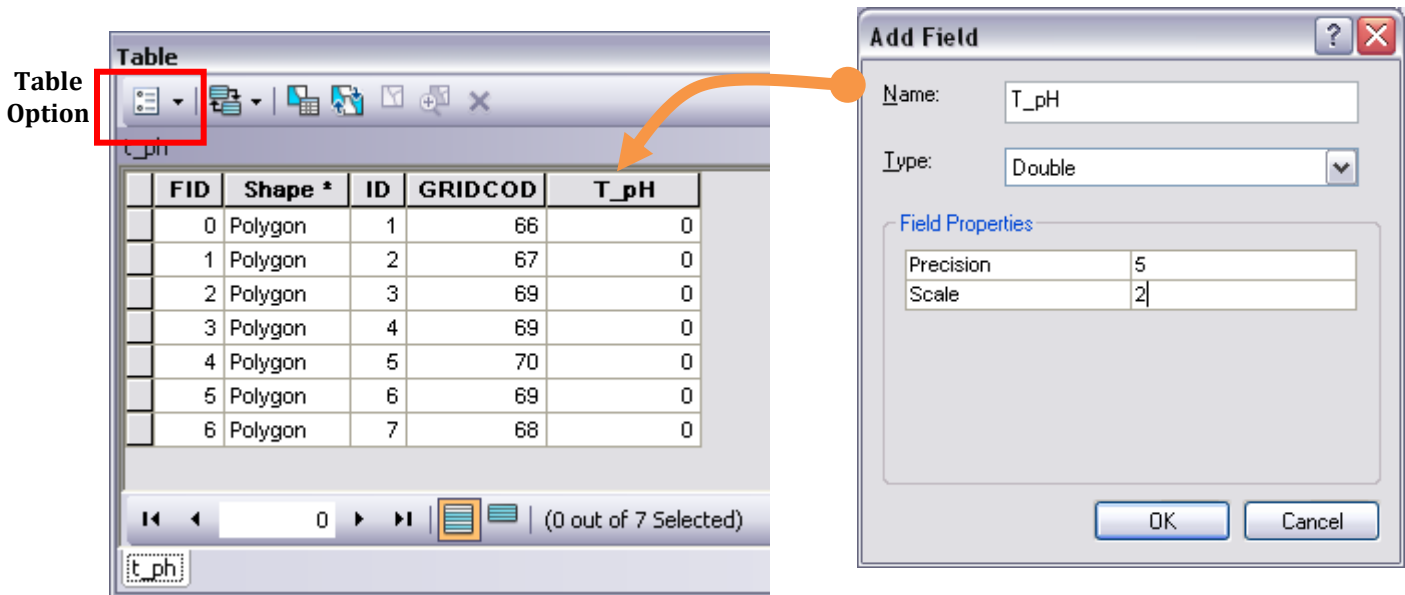 Table
Option
Table
t_ph
FID Shape * ID GRIDCOD T_pH
0 Polygon 1 66 0
1 Polygon 2 67 0
2 Polygon 3 69 0
3 Polygon 4 69 0
4 Polygon 5 70 0
5 Polygon 6 69 0
6 Polygon 7 68 0
0 (0 out of 7 Selected)
t_ph
Add Field
Name: T_pH
Type: Double
Field Properties
Precision 5
Scale 2
OK Cancel